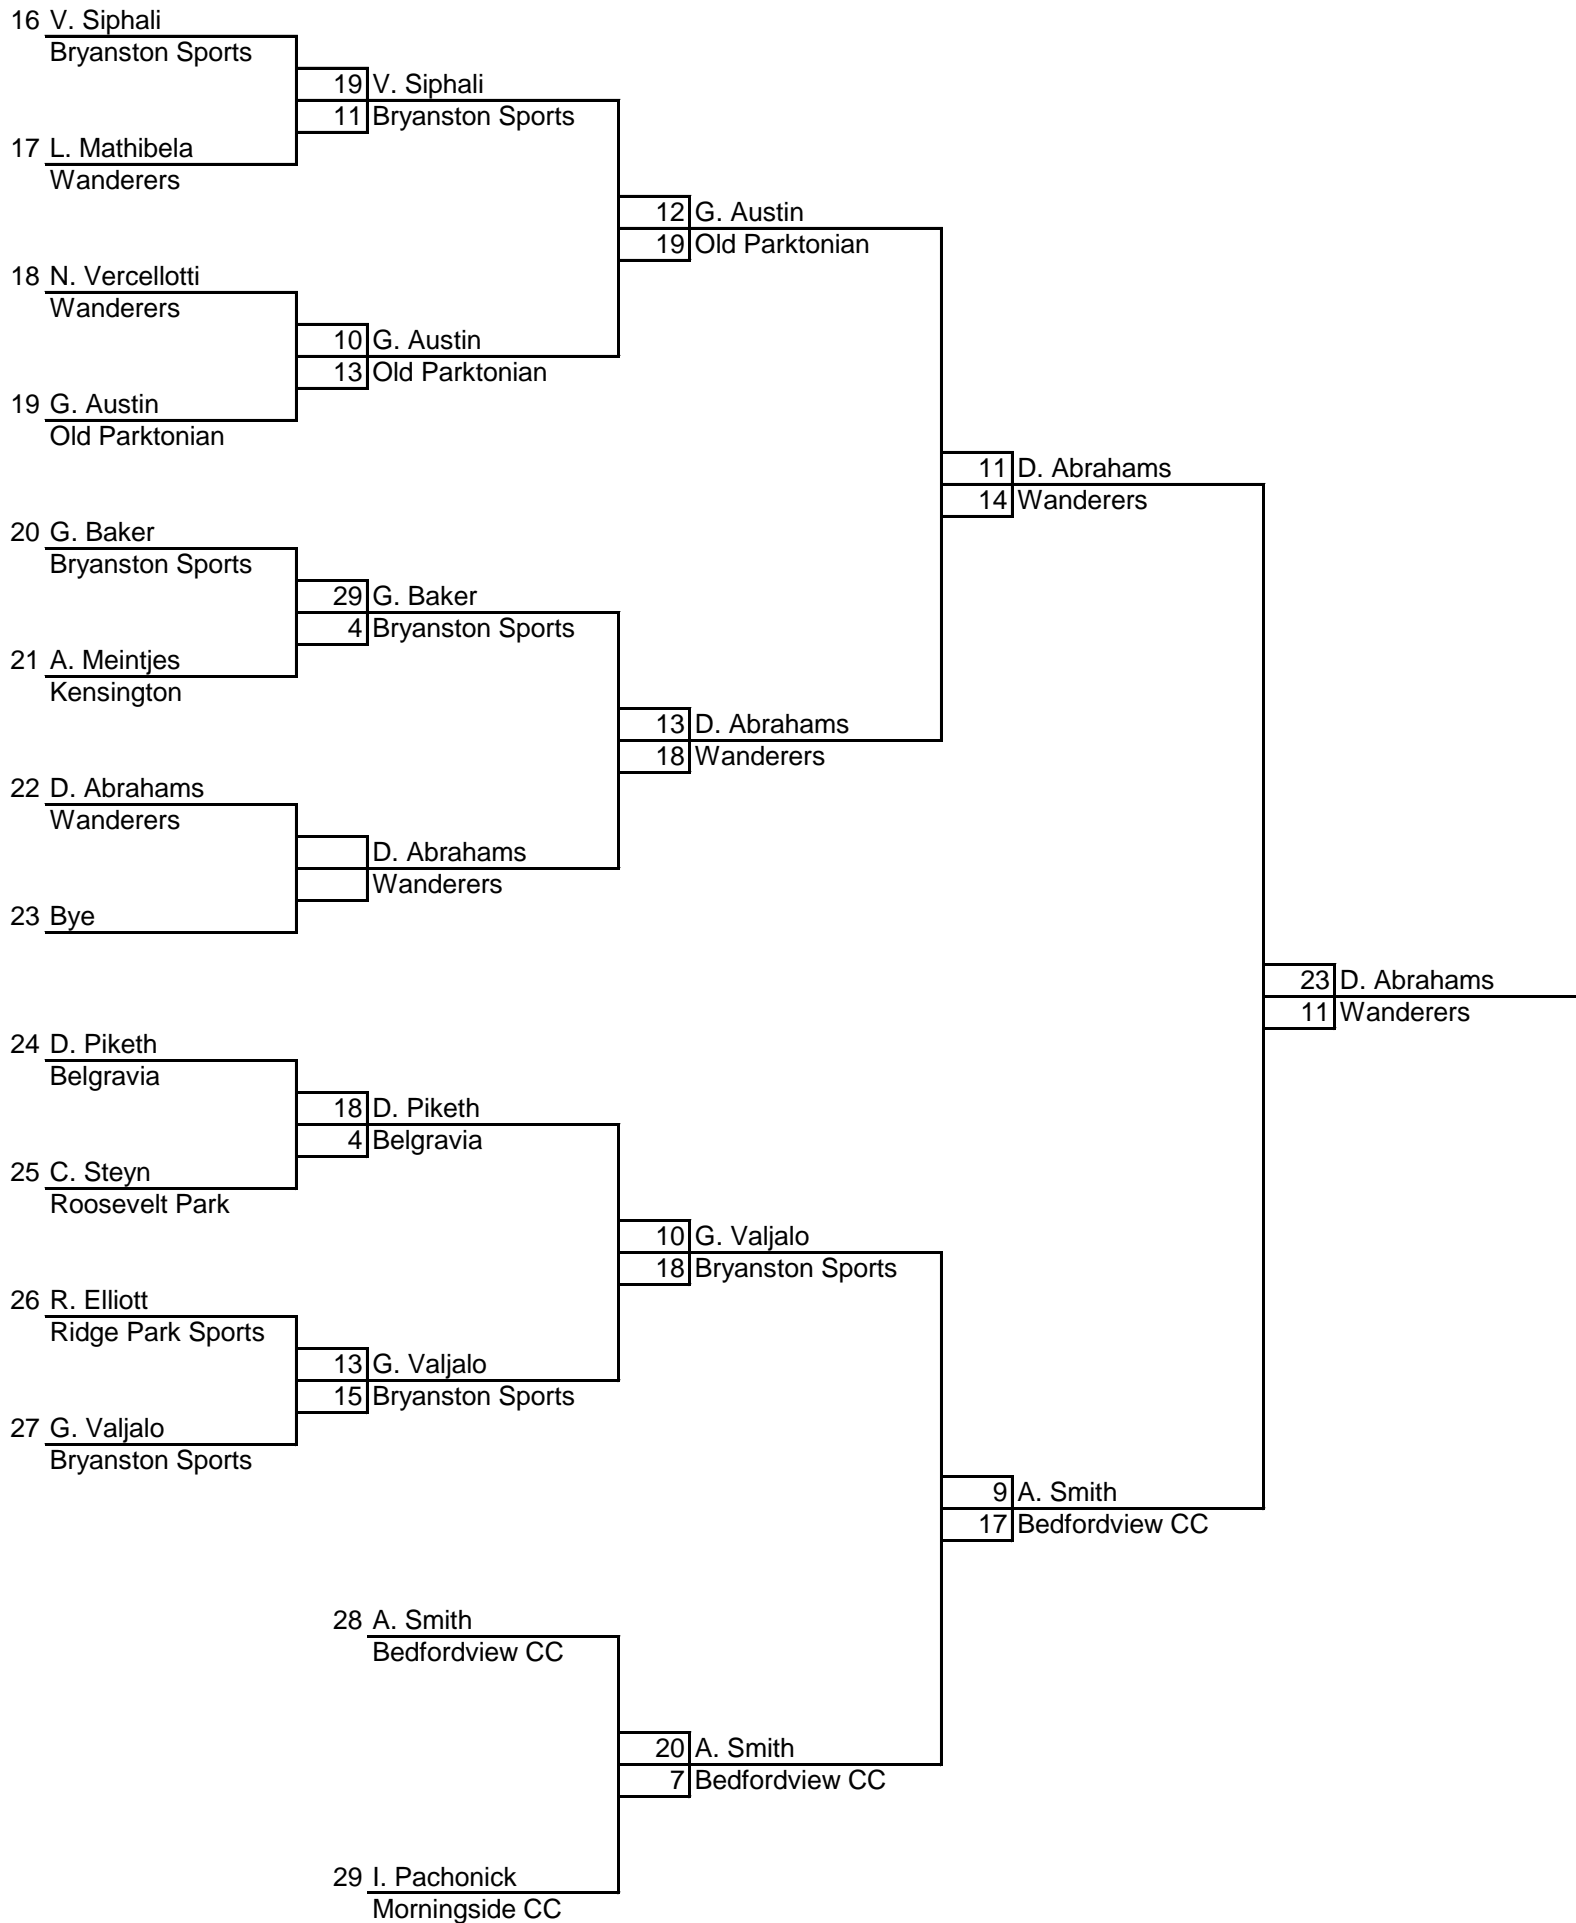 16 V. Siphali
Bryanston Sports
19 V. Siphali
11 Bryanston Sports
17 L. Mathibela
Wanderers
12 G. Austin
19 Old Parktonian
18 N. Vercellotti
Wanderers
10 G. Austin
13 Old Parktonian
19 G. Austin
Old Parktonian
11 D. Abrahams
14 Wanderers
20 G. Baker
Bryanston Sports
29 G. Baker
4 Bryanston Sports
21 A. Meintjes
Kensington
13 D. Abrahams
18 Wanderers
22 D. Abrahams
Wanderers
D. Abrahams
Wanderers
23 Bye
23 D. Abrahams
11 Wanderers
24 D. Piketh
Belgravia
18 D. Piketh
4 Belgravia
25 C. Steyn
Roosevelt Park
10 G. Valjalo
18 Bryanston Sports
26 R. Elliott
Ridge Park Sports
13 G. Valjalo
15 Bryanston Sports
27 G. Valjalo
Bryanston Sports
9 A. Smith
17 Bedfordview CC
28 A. Smith
Bedfordview CC
20 A. Smith
7 Bedfordview CC
29 I. Pachonick
Morningside CC